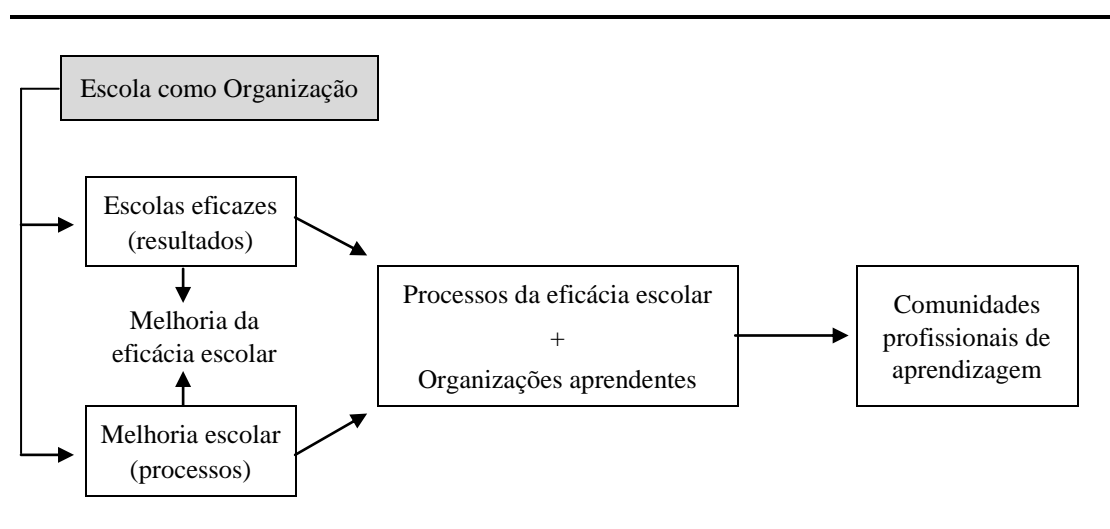 Escola como Organização
Escolas eficazes
(resultados)
Melhoria da
eficácia escolar
Melhoria escolar
(processos)
Processos da eficácia escolar
+
Organizações aprendentes
Comunidades
profissionais de
aprendizagem